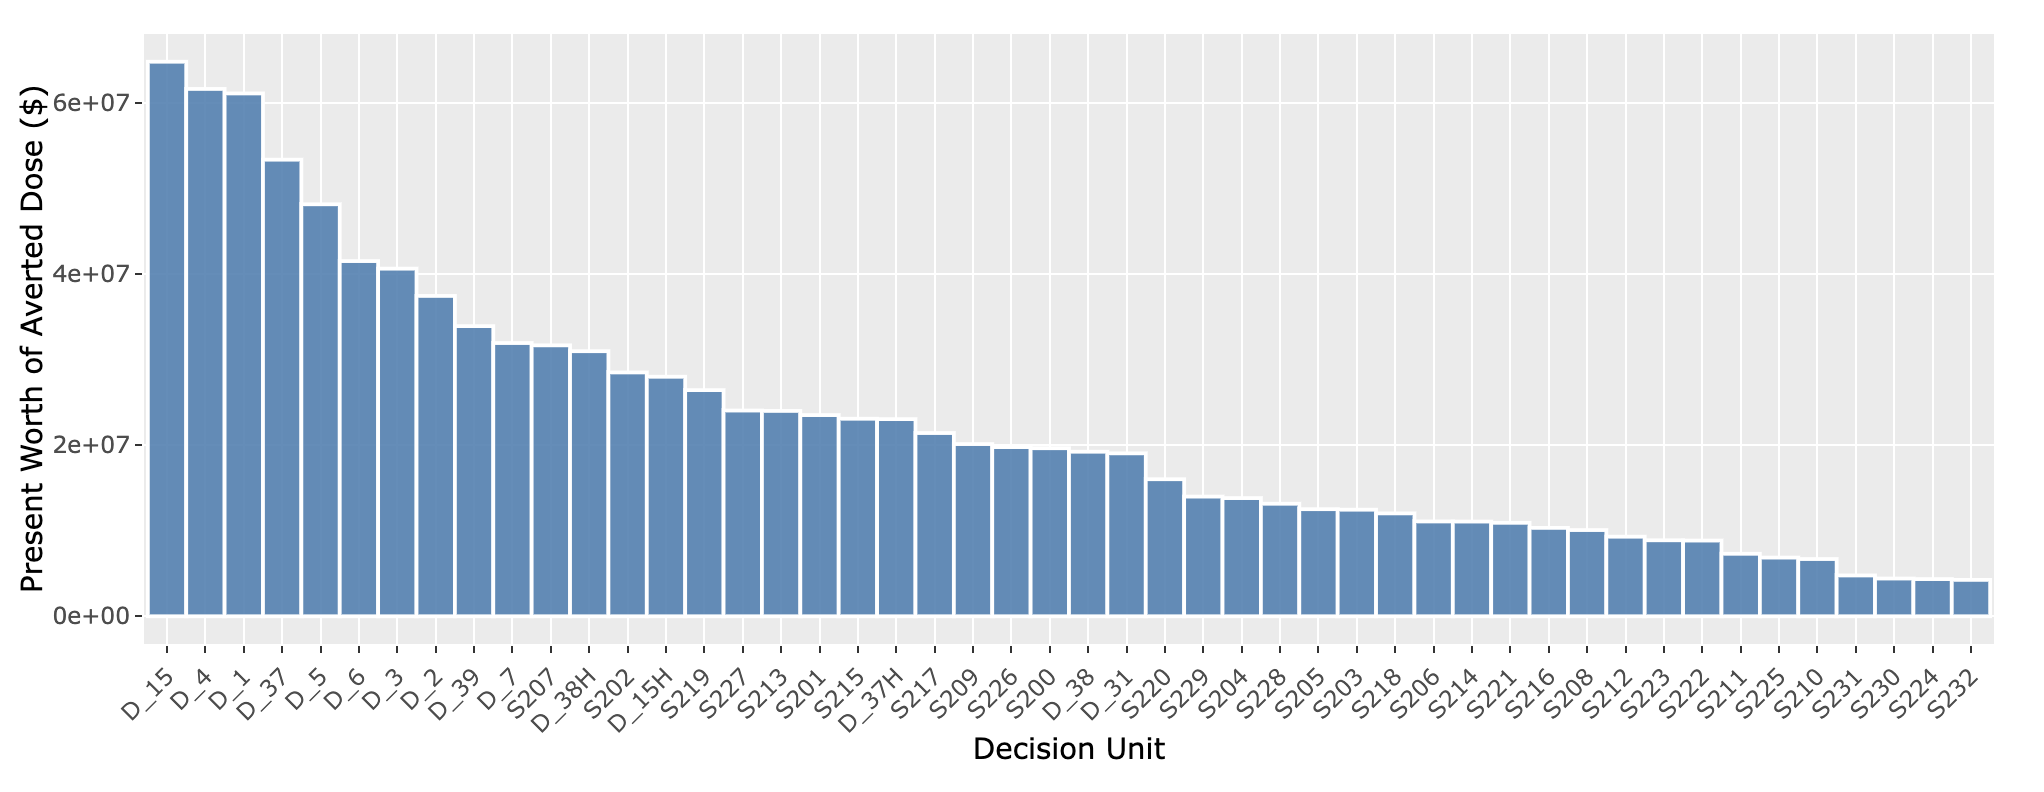 Present Worth of Averted Dose ($)
6e+07
4e+07
2e+07
0e+00
D_15
D_4
D_1
D_37
D_5
D_6
D_3
D_2
D_39
D_7
S207
D_38H
S202
D_15H
S219
S227
S213
S201
S215
D_37H
S217
S209
S226
S200
D_38
D_31
S220
S229
S204
S228
S205
S203
S218
S206
S214
S221
S216
S208
S212
S223
S222
S211
S225
S210
S231
S230
S224
S232
Decision Unit